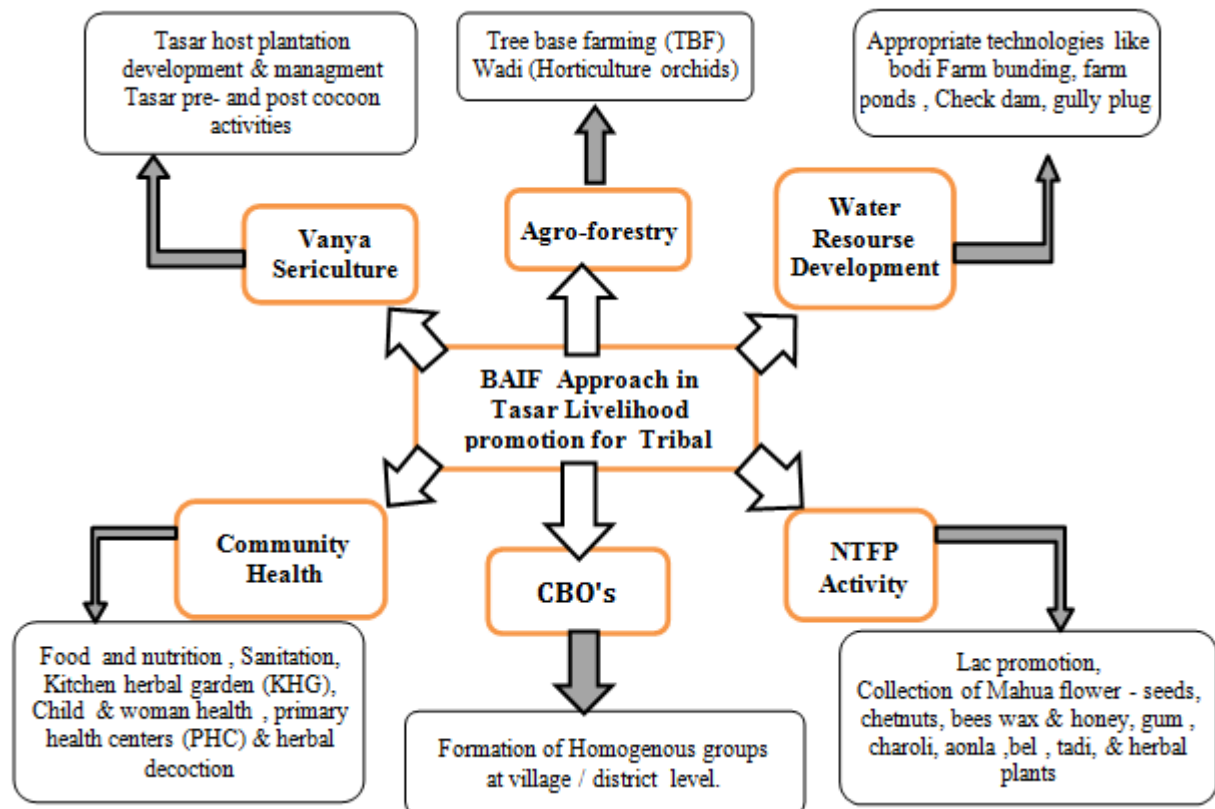 Tasar host plantation
development & managment
Tasar pre- and post cocoon
activities
Tree base farming (TBF)
Wadi (Horticulture orchids)
Appropriate technologies like
bodi Farm bunding, farm
ponds , Check dam, gully plug
Vanya
Sericulture
Agro-forestry
Water
Resourse
Development
BAIF Approach in
Tasar Livelihood
promotion for Tribal
Community
Health
CBO's
NTFP
Activity
Food and nutrition , Sanitation,
Kitchen herbal garden (KHG),
Child & woman health , primary
health centers (PHC) & herbal
decoction
Formation of Homogenous groups
at village / district level.
Lac promotion,
Collection of Mahua flower - seeds,
chetnuts, bees wax & honey, gum ,
charoli, aonla ,bel , tadi, & herbal
plants